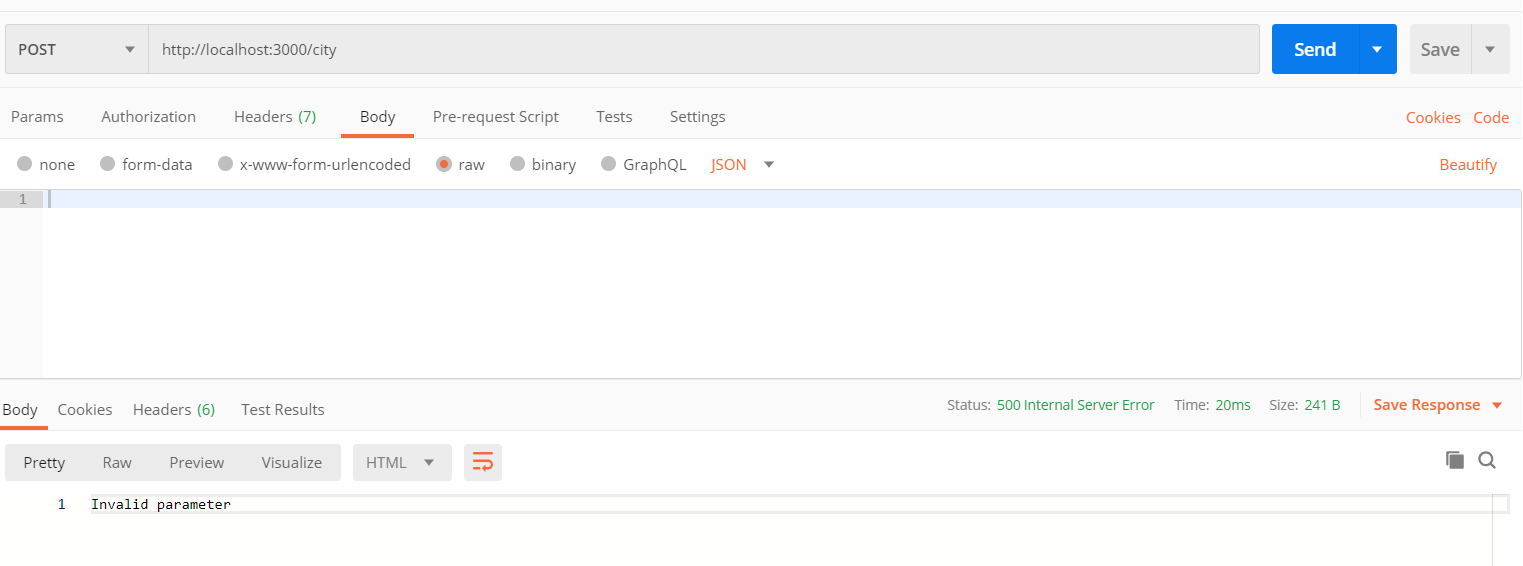 POST http://localhost:3000/city Send Save
Params Authorization Headers (7) Body Pre-request Script Tests Settings Cookies Code
none form-data x-www-form-urlencoded raw binary GraphQL JSON Beautify
1
Body Cookies Headers (6) Test Results Status: 500 Internal Server Error Time: 20ms Size: 241 B Save Response
Pretty Raw Preview Visualize HTML
1 Invalid parameter